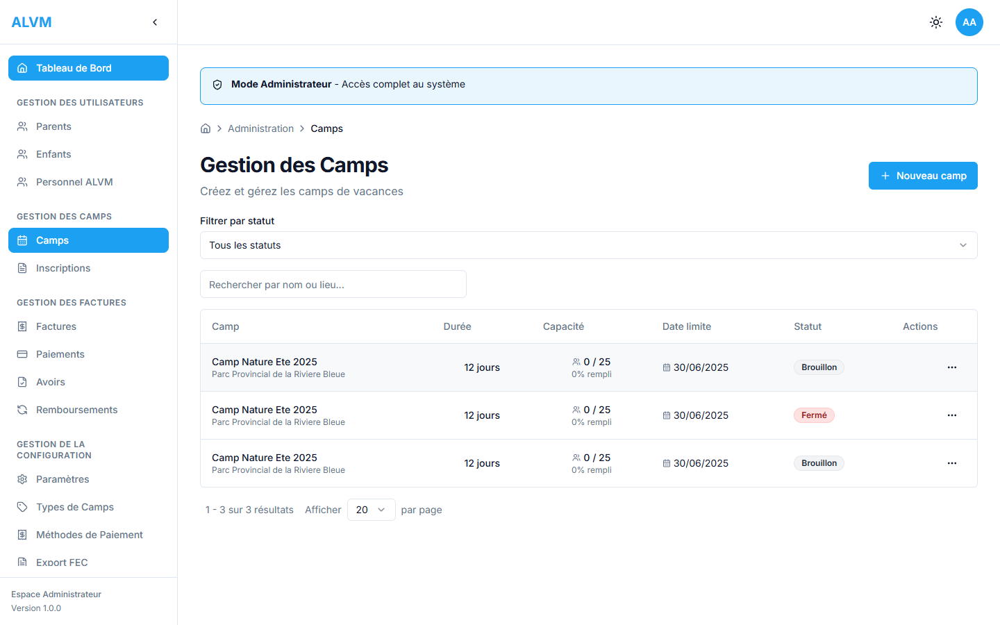 ALVM
AA
Tableau de Bord
GESTION DES UTILISATEURS
Parents
Enfants
Personnel ALVM
GESTION DES CAMPS
Camps
Inscriptions
GESTION DES FACTURES
Factures
Paiements
Avoirs
Remboursements
GESTION DE LA
CONFIGURATION
Paramètres
Types de Camps
Méthodes de Paiement
Export FEC
Espace Administrateur
Version 1.0.0
Mode Administrateur - Accès complet au système
Administration Camps
Gestion des Camps
Créez et gérez les camps de vacances
Nouveau camp
Filtrer par statut
Tous les statuts
Rechercher par nom ou lieu...
Camp Durée Capacité Date limite Statut Actions
Camp Nature Ete 2025
Parc Provincial de la Riviere Bleue
12 jours
0 / 25
0% rempli
30/06/2025
Brouillon
Camp Nature Ete 2025
Parc Provincial de la Riviere Bleue
12 jours
0 / 25
0% rempli
30/06/2025
Fermé
Camp Nature Ete 2025
Parc Provincial de la Riviere Bleue
12 jours
0 / 25
0% rempli
30/06/2025
Brouillon
1 - 3 sur 3 résultats Afficher 20 par page